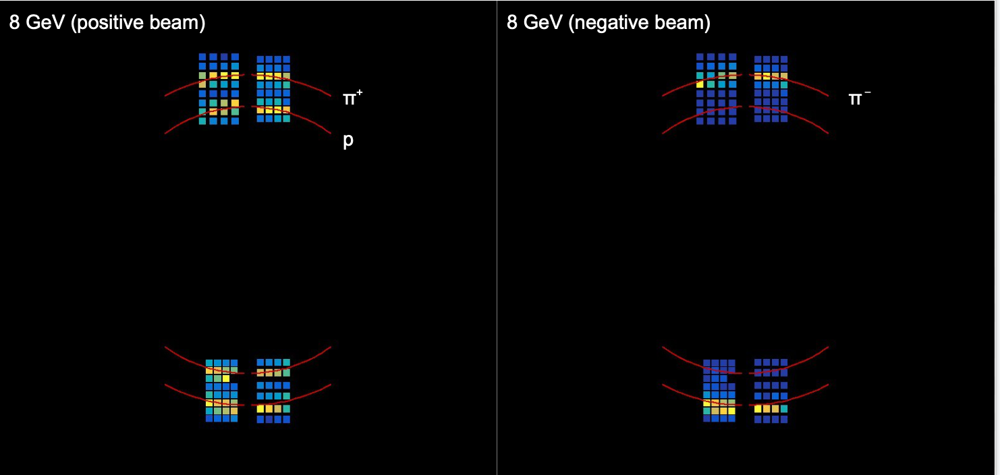 8 GeV (positive beam)
π⁺
p
8 GeV (negative beam)
π⁻